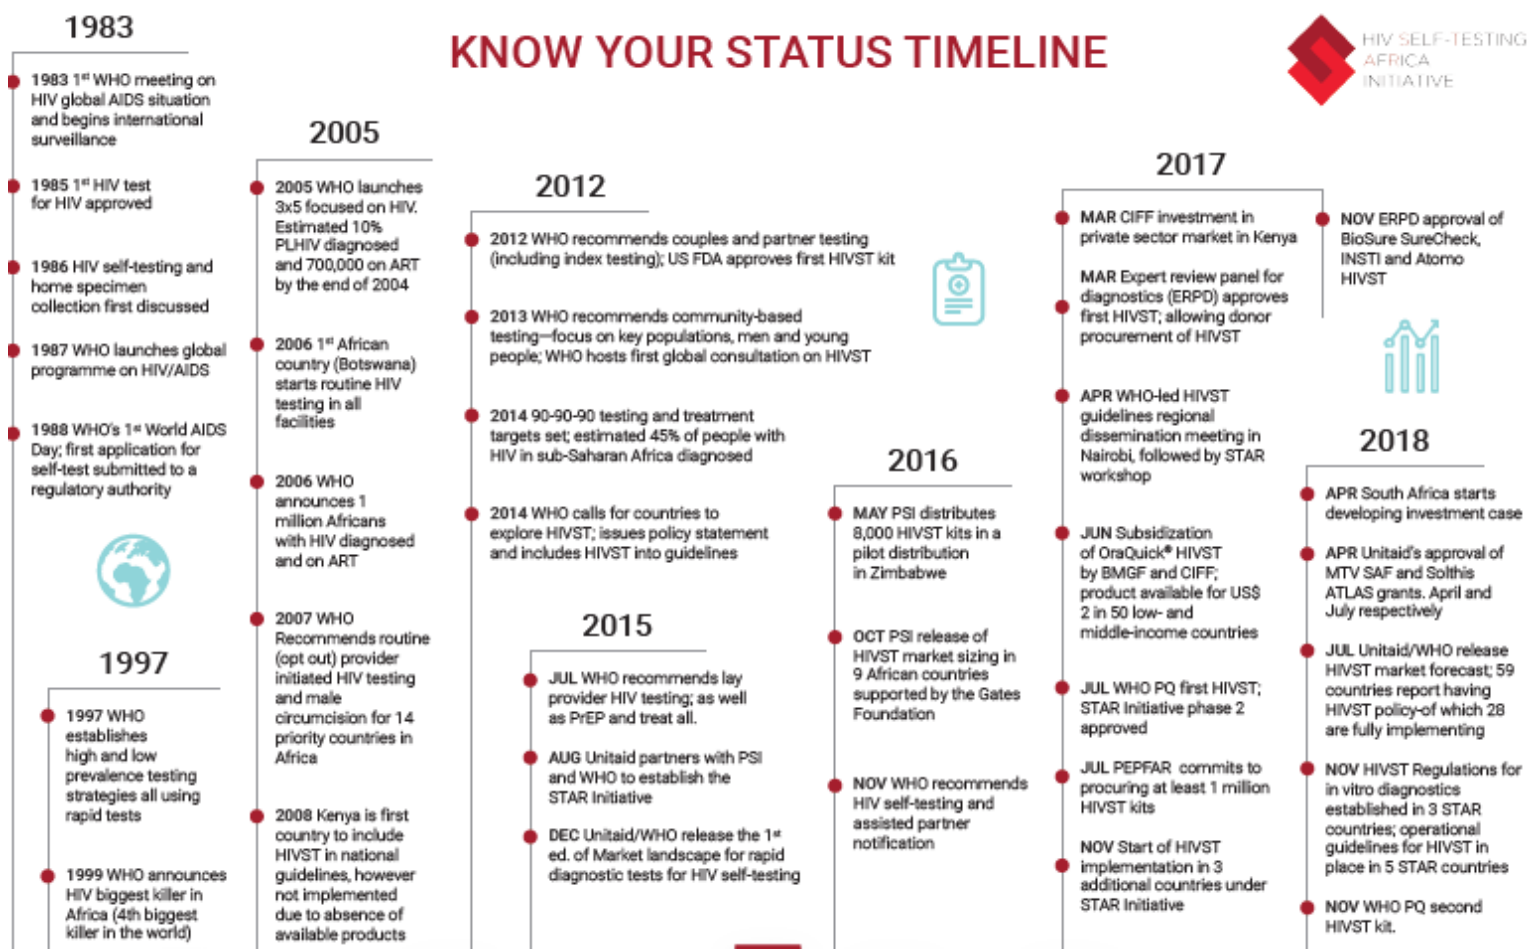 KNOW YOUR STATUS TIMELINE
HIV SELF-TESTING
AFRICA
INITIATIVE
1983
1983 1st WHO meeting on
HIV global AIDS situation
and begins international
surveillance
1985 1st HIV test
for HIV approved
1986 HIV self-testing and
home specimen
collection first discussed
1987 WHO launches global
programme on HIV/AIDS
1988 WHO's 1st World AIDS
Day; first application for
self-test submitted to a
regulatory authority
1997
1997 WHO
establishes
high and low
prevalence testing
strategies all using
rapid tests
1999 WHO announces
HIV biggest killer in
Africa (4th biggest
killer in the world)
2005
2005 WHO launches
3x5 focused on HIV.
Estimated 10%
PLHIV diagnosed
and 700,000 on ART
by the end of 2004
2006 1st African
country (Botswana)
starts routine HIV
testing in all
facilities
2006 WHO
announces 1
million Africans
with HIV diagnosed
and on ART
2007 WHO
Recommends routine
(opt out) provider
initiated HIV testing
and male
circumcision for 14
priority countries in
Africa
2008 Kenya is first
country to include
HIVST in national
guidelines, however
not implemented
due to absence of
available products
2012
2012 WHO recommends couples and partner testing
(including index testing); US FDA approves first HIVST kit
2013 WHO recommends community-based
testing—focus on key populations, men and young
people; WHO hosts first global consultation on HIVST
2014 90-90-90 testing and treatment
targets set; estimated 45% of people with
HIV in sub-Saharan Africa diagnosed
2014 WHO calls for countries to
explore HIVST; issues policy statement
and includes HIVST into guidelines
2015
JUL WHO recommends lay
provider HIV testing; as well
as PrEP and treat all.
AUG Unitaid partners with PSI
and WHO to establish the
STAR Initiative
DEC Unitaid/WHO release the 1st
ed. of Market landscape for rapid
diagnostic tests for HIV self-testing
2016
MAY PSI distributes
8,000 HIVST kits in a
pilot distribution
in Zimbabwe
OCT PSI release of
HIVST market sizing in
9 African countries
supported by the Gates
Foundation
NOV WHO recommends
HIV self-testing and
assisted partner
notification
2017
MAR CIFF investment in
private sector market in Kenya
MAR Expert review panel for
diagnostics (ERPD) approves
first HIVST; allowing donor
procurement of HIVST
APR WHO-led HIVST
guidelines regional
dissemination meeting in
Nairobi, followed by STAR
workshop
JUN Subsidization
of OraQuick® HIVST
by BMGF and CIFF;
product available for US$
2 in 50 low- and
middle-income countries
JUL WHO PQ first HIVST;
STAR Initiative phase 2
approved
JUL PEPFAR commits to
procuring at least 1 million
HIVST kits
NOV Start of HIVST
implementation in 3
additional countries under
STAR Initiative
NOV ERPD approval of
BioSure SureCheck,
INSTI and Atomo
HIVST
2018
APR South Africa starts
developing investment case
APR Unitaid's approval of
MTV SAF and Solthis
ATLAS grants. April and
July respectively
JUL Unitaid/WHO release
HIVST market forecast; 59
countries report having
HIVST policy-of which 28
are fully implementing
NOV HIVST Regulations for
in vitro diagnostics
established in 3 STAR
countries; operational
guidelines for HIVST in
place in 5 STAR countries
NOV WHO PQ second
HIVST kit.